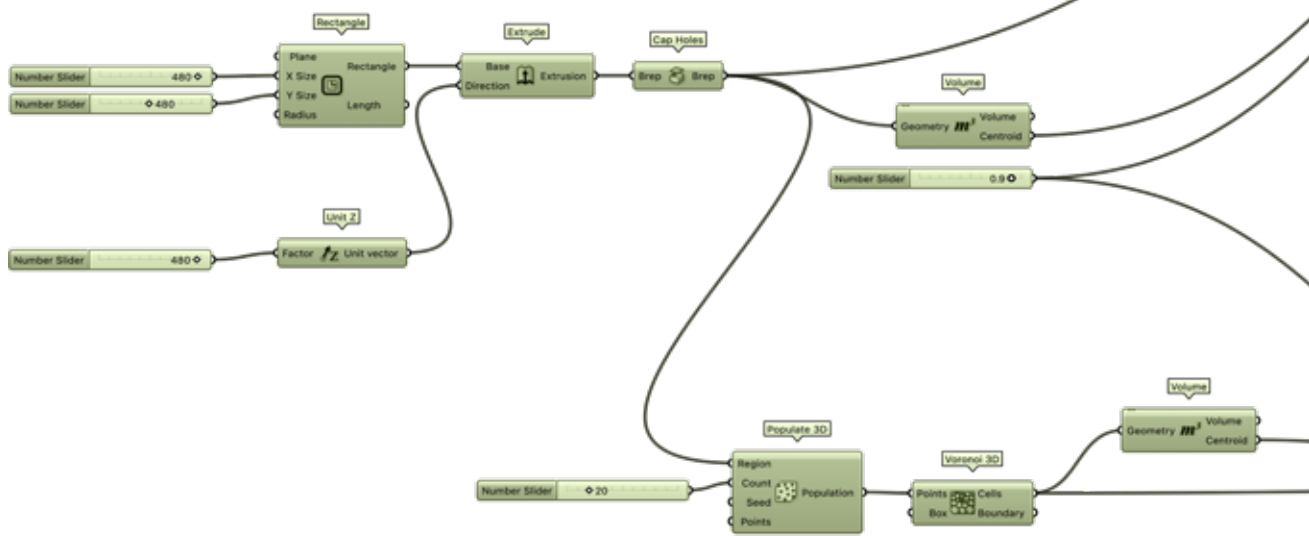 Rectangle
Plane
X Size
Y Size
Radius
Rectangle
Length
Number Slider 480
Number Slider 480
Extrude
Base
Direction
Extrusion
Cap Holes
Brep Brep
Volume
Geometry m³ Volume
Centroid
Number Slider 0.9
Unit Z
Number Slider 480
Factor Z Unit vector
Populate 3D
Region
Count
Seed
Points
Population
Number Slider 20
Voronoi 3D
Points Cells
Box Boundary
Volume
Geometry m³ Volume
Centroid